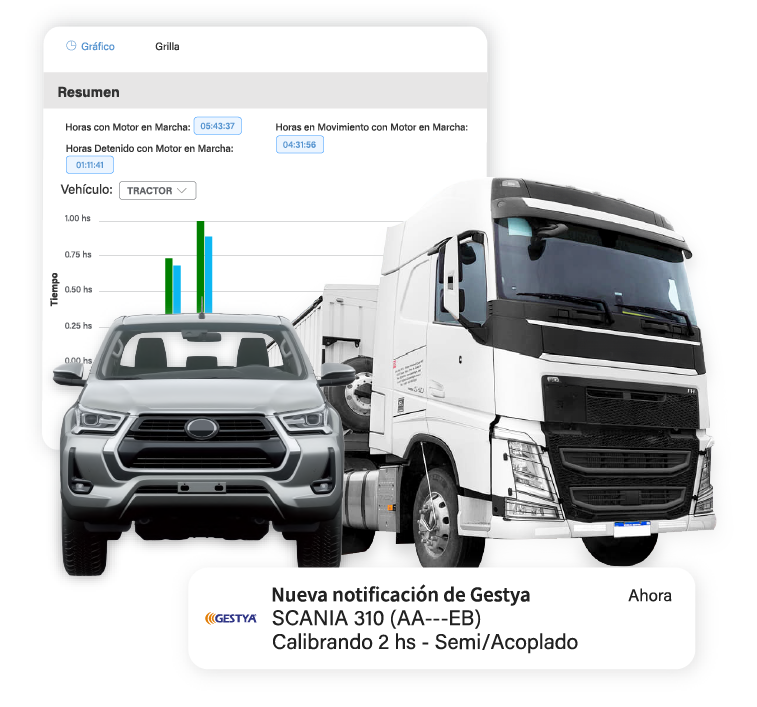 Gráfico Grilla
Resumen
Horas con Motor en Marcha: 05:43:37
Horas en Movimiento con Motor en Marcha:
04:31:56
Horas Detenido con Motor en Marcha:
01:11:41
Vehículo: TRACTOR
1.00 hs
0.75 hs
0.50 hs
0.25 hs
0.00 hs
Tiempo
FH
Nueva notificación de Gestya
Ahora
GESTYA
SCANIA 310 (AA---EB)
Calibrando 2 hs - Semi/Acoplado